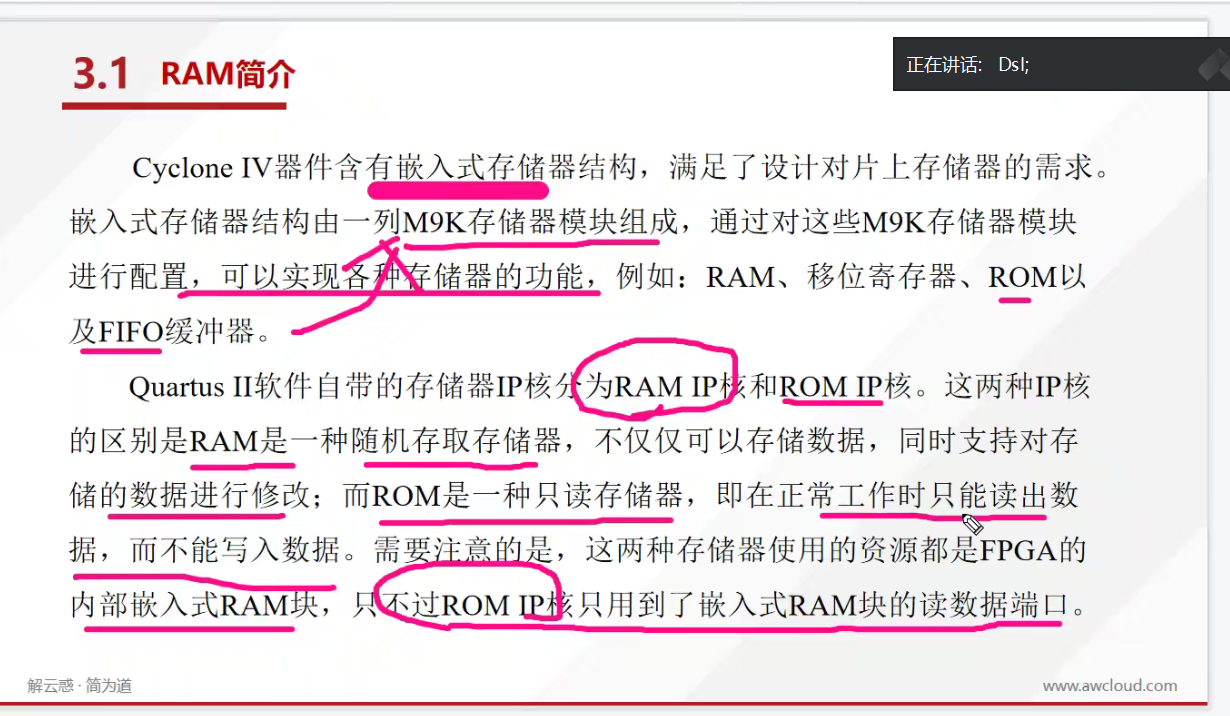 3.1 RAM简介
正在讲话: Dsl;
Cyclone IV器件含有嵌入式存储器结构，满足了设计对片上存储器的需求。
嵌入式存储器结构由一列M9K存储器模块组成，通过对这些M9K存储器模块
进行配置，可以实现各种存储器的功能，例如：RAM、移位寄存器、ROM以
及FIFO缓冲器。
Quartus II软件自带的存储器IP核分为RAM IP核和ROM IP核。这两种IP核
的区别是RAM是一种随机存取存储器，不仅仅可以存储数据，同时支持对存
储的数据进行修改；而ROM是一种只读存储器，即在正常工作时只能读出数
据，而不能写入数据。需要注意的是，这两种存储器使用的资源都是FPGA的
内部嵌入式RAM块，只不过ROM IP核只用到了嵌入式RAM块的读数据端口。
解云惑·简为道
www.awcloud.com